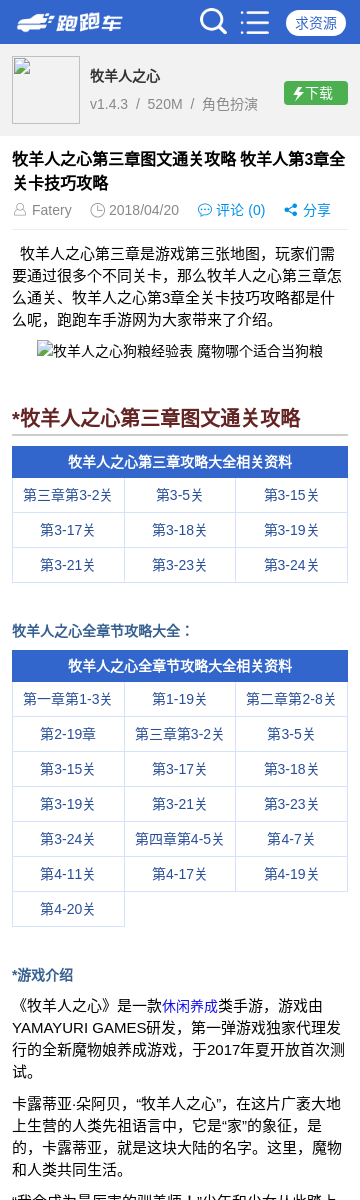 跑跑车
求资源
牧羊人之心
v1.4.3 / 520M / 角色扮演
下载
牧羊人之心第三章图文通关攻略 牧羊人第3章全
关卡技巧攻略
Fatery 2018/04/20 评论 (0) 分享
牧羊人之心第三章是游戏第三张地图，玩家们需
要通过很多个不同关卡，那么牧羊人之心第三章怎
么通关、牧羊人之心第3章全关卡技巧攻略都是什
么呢，跑跑车手游网为大家带来了介绍。
牧羊人之心狗粮经验表 魔物哪个适合当狗粮
*牧羊人之心第三章图文通关攻略
牧羊人之心第三章攻略大全相关资料
第三章第3-2关 第3-5关 第3-15关
第3-17关 第3-18关 第3-19关
第3-21关 第3-23关 第3-24关
牧羊人之心全章节攻略大全：
牧羊人之心全章节攻略大全相关资料
第一章第1-3关 第1-19关 第二章第2-8关
第2-19章 第三章第3-2关 第3-5关
第3-15关 第3-17关 第3-18关
第3-19关 第3-21关 第3-23关
第3-24关 第四章第4-5关 第4-7关
第4-11关 第4-17关 第4-19关
第4-20关
*游戏介绍
《牧羊人之心》是一款休闲养成类手游，游戏由
YAMAYURI GAMES研发，第一弹游戏独家代理发
行的全新魔物娘养成游戏，于2017年夏开放首次测
试。
卡露蒂亚·朵阿贝，“牧羊人之心”，在这片广袤大地
上生营的人类先祖语言中，它是“家”的象征，是
的，卡露蒂亚，就是这块大陆的名字。这里，魔物
和人类共同生活。
“我会成为最厉害的驯养师！”少年和少女从此踏上